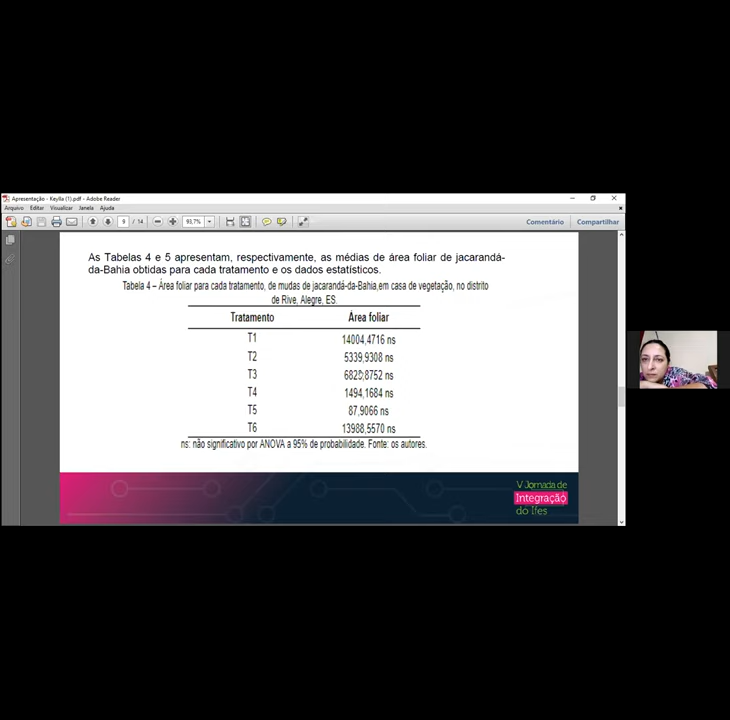 Apresentação - Keylla (1).pdf - Adobe Reader
Arquivo Editar Visualizar Janela Ajuda
9 / 14 93,7% Comentário Compartilhar
As Tabelas 4 e 5 apresentam, respectivamente, as médias de área foliar de jacarandá-
da-Bahia obtidas para cada tratamento e os dados estatísticos.
Tabela 4 – Área foliar para cada tratamento, de mudas de jacarandá-da-Bahia,em casa de vegetação, no distrito
de Rive, Alegre, ES.
Tratamento Área foliar
T1 14004,4716 ns
T2 5339,9308 ns
T3 6828,8752 ns
T4 1494,1684 ns
T5 87,9066 ns
T6 13988,5570 ns
ns: não significativo por ANOVA a 95% de probabilidade. Fonte: os autores.
V Jornada de
Integração
do Ifes